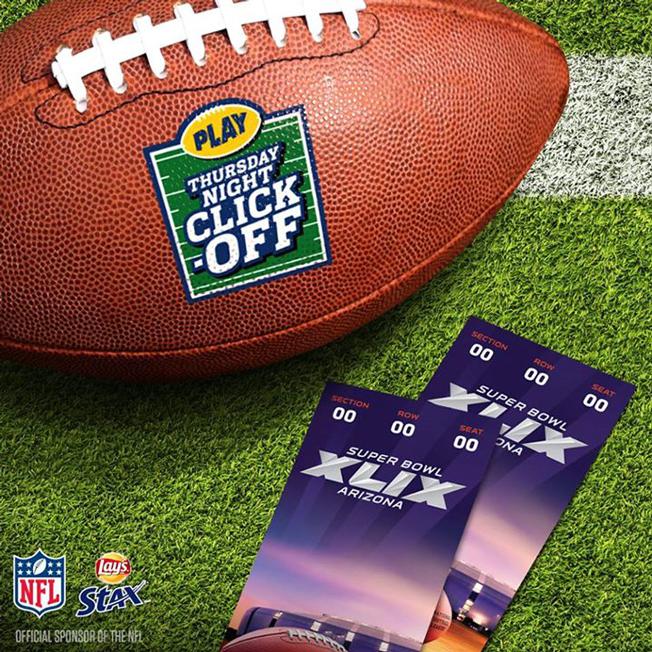 PLAY
THURSDAY
NIGHT
CLICK
-OFF
SECTION
00
ROW
00
SEAT
00
SUPER BOWL
XLIX
ONA
SECTION
00
ROW
00
SEAT
00
SUPER BOWL
XLIX
ARIZONA
NFL
Lay's
STAX
OFFICIAL SPONSOR OF THE NFL